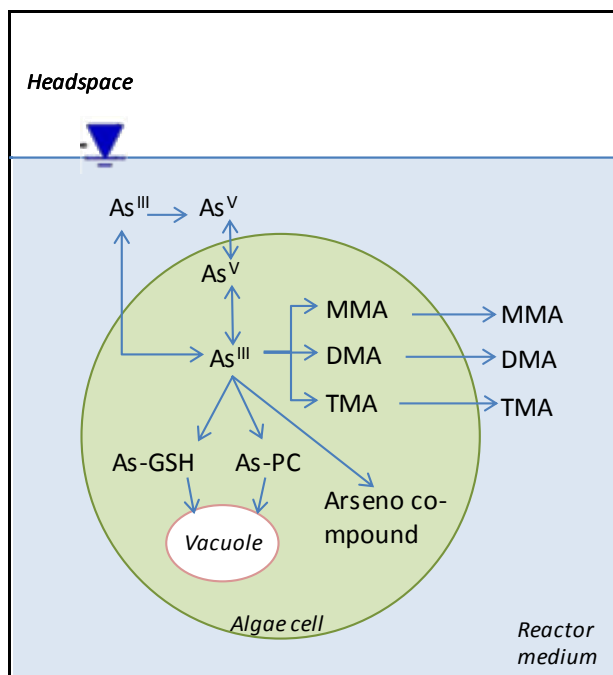 Headspace
As^III As^V
As^V
MMA MMA
As^III DMA DMA
TMA TMA
As-GSH As-PC
Arseno co-
mpound
Vacuole
Algae cell
Reactor
medium